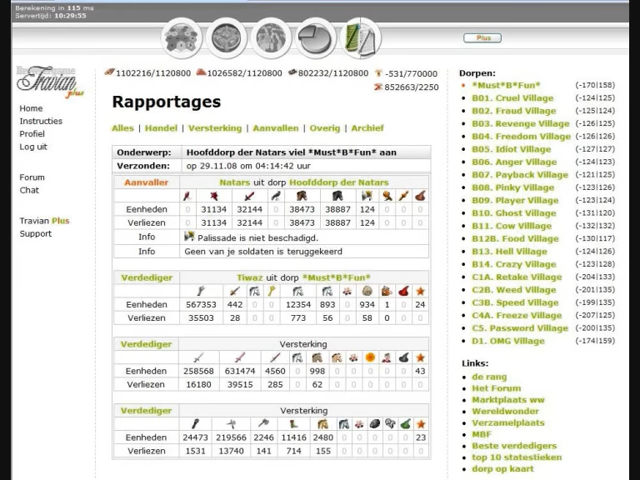 Berekening in 115 ms
Servertijd: 10:29:55
Plus
Travian plus
Home
Instructies
Profiel
Log uit
Forum
Chat
Travian Plus
Support
1102216/1120800 1026582/1120800 802232/1120800 -531/770000
852663/2250
Rapportages
Alles | Handel | Versterking | Aanvallen | Overig | Archief
Onderwerp: Hoofddorp der Natars viel *Must*B*Fun* aan
Verzonden: op 29.11.08 om 04:14:42 uur
Aanvaller Natars uit dorp Hoofddorp der Natars
Eenheden 0 31134 32144 0 38473 38887 124 0 0 0
Verliezen 0 31134 32144 0 38473 38887 124 0 0 0
Info Palissade is niet beschadigd.
Info Geen van je soldaten is teruggekeerd
Verdediger Tiwaz uit dorp *Must*B*Fun*
Eenheden 567353 442 0 0 12354 893 0 934 1 0 24
Verliezen 35503 28 0 0 773 56 0 58 0 0
Verdediger Versterking
Eenheden 258568 631474 4560 0 998 0 0 0 0 0 43
Verliezen 16180 39515 285 0 62 0 0 0 0 0
Verdediger Versterking
Eenheden 24473 219566 2246 11416 2480 0 0 0 0 0 23
Verliezen 1531 13740 141 714 155 0 0 0 0 0
Dorpen:
*Must*B*Fun* (-170|158)
B01. Cruel Village (-124|125)
B02. Fraud Village (-125|124)
B03. Revenge Village (-125|126)
B04. Freedom Village (-126|125)
B05. Idiot Village (-127|125)
B06. Anger Village (-124|123)
B07. Payback Village (-121|125)
B08. Pinky Village (-123|126)
B09. Player Village (-123|124)
B10. Ghost Village (-131|120)
B11. Cow Village (-132|132)
B12B. Food Village (-130|117)
B13. Hell Village (-124|126)
B14. Crazy Village (-123|128)
C1A. Retake Village (-204|133)
C2B. Weed Village (-201|135)
C3B. Speed Village (-199|135)
C4A. Freeze Village (-207|125)
C5. Password Village (-200|135)
D1. OMG Village (-174|159)
Links:
de rang
Het Forum
Marktplaats ww
Wereldwonder
Verzamelplaats
MBF
Beste verdedigers
top 10 statestieken
dorp op kaart